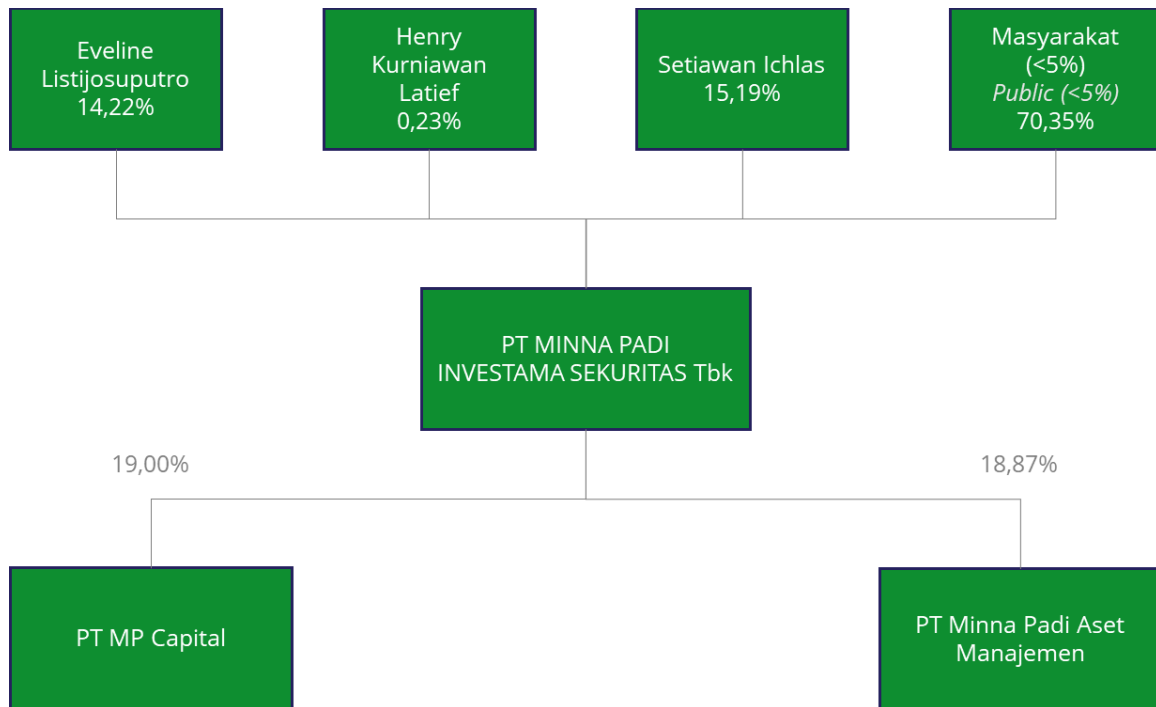 Eveline
Listijosuputro
14,22%
Henry
Kurniawan
Latief
0,23%
Setiawan Ichlas
15,19%
Masyarakat
(<5%)
Public (<5%)
70,35%
PT MINNA PADI
INVESTAMA SEKURITAS Tbk
19,00%
18,87%
PT MP Capital
PT Minna Padi Aset
Manajemen